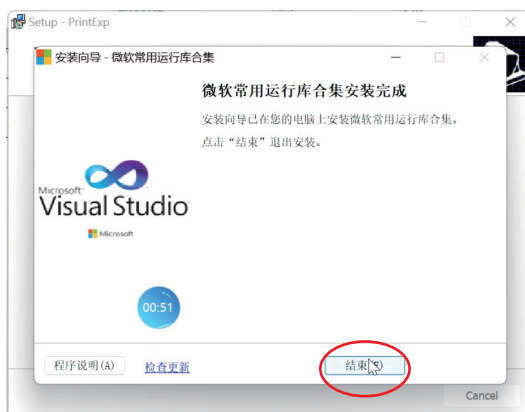 Setup - PrintExp
安装向导 - 微软常用运行库合集
微软常用运行库合集安装完成
安装向导已在您的电脑上安装微软常用运行库合集。
点击“结束”退出安装。
Microsoft
Visual Studio
Microsoft
00:51
程序说明(A)
检查更新
结束
Cancel